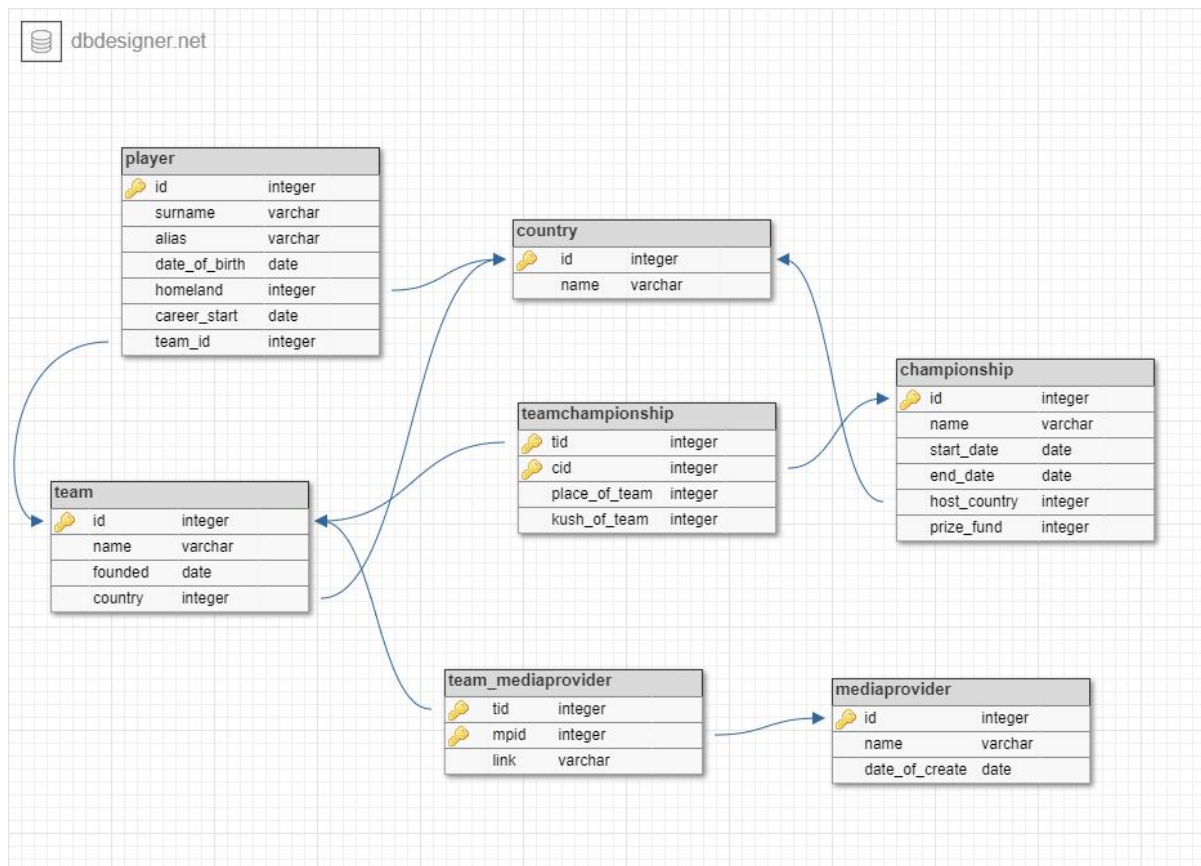 dbdesigner.net
player
id integer
surname varchar
alias varchar
date_of_birth date
homeland integer
career_start date
team_id integer
country
id integer
name varchar
championship
id integer
name varchar
start_date date
end_date date
host_country integer
prize_fund integer
teamchampionship
tid integer
cid integer
place_of_team integer
kush_of_team integer
team
id integer
name varchar
founded date
country integer
team_mediaprovider
tid integer
mpid integer
link varchar
mediaprovider
id integer
name varchar
date_of_create date